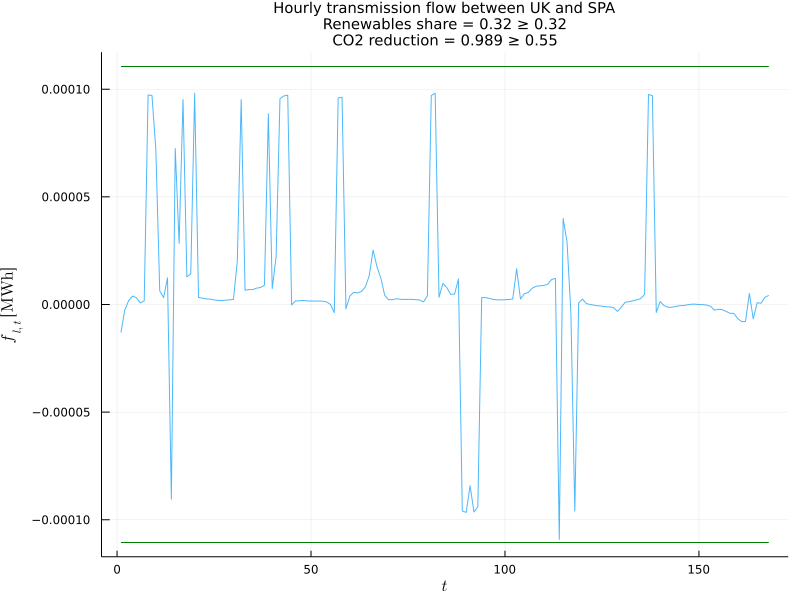 Hourly transmission flow between UK and SPA
Renewables share = 0.32 ≥ 0.32
CO2 reduction = 0.989 ≥ 0.55
0.00010
0.00005
0.00000
−0.00005
−0.00010
f_{l,t} [MWh]
0 50 100 150
t